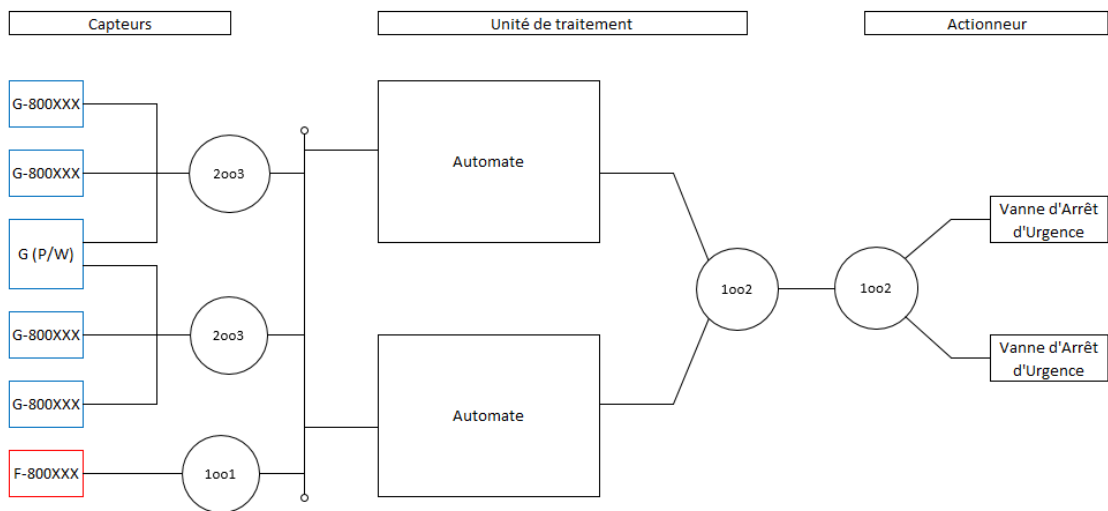 Capteurs
Unité de traitement
Actionneur
G-800XXX
G-800XXX
G (P/W)
G-800XXX
G-800XXX
F-800XXX
2oo3
2oo3
1oo1
Automate
Automate
1oo2
1oo2
Vanne d'Arrêt
d'Urgence
Vanne d'Arrêt
d'Urgence